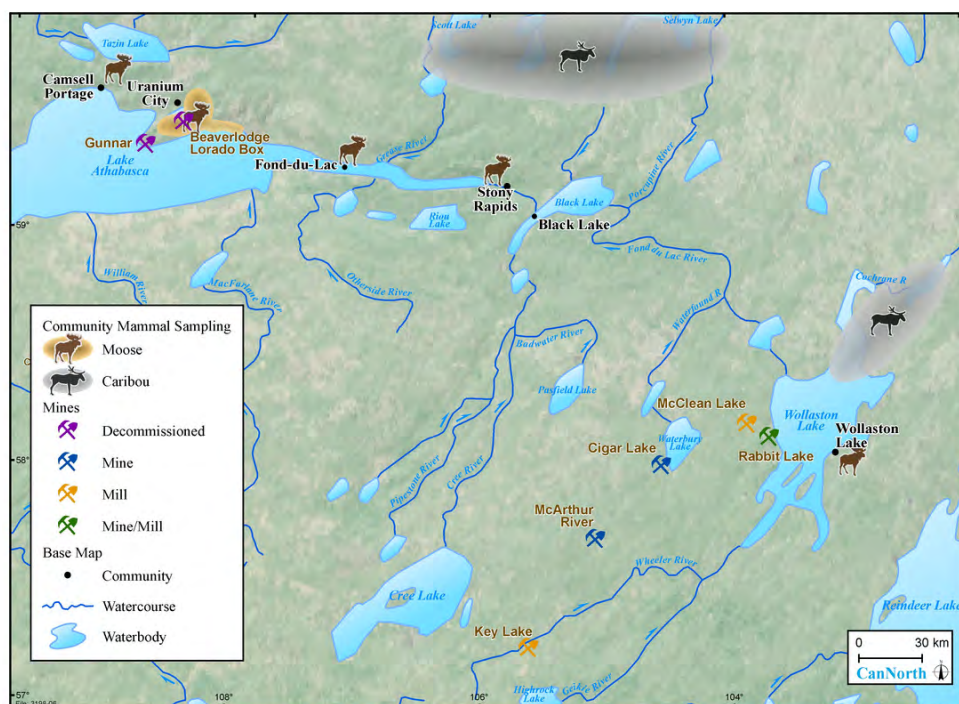 Scott Lake
Selwyn Lake
Tazin Lake
Camsell
Portage
Uranium
City
Gunnar
Beaverlodge
Lorado Box
Lake
Athabasca
Fond-du-Lac
Grease River
Stony
Rapids
Black Lake
Porcupine River
Riou
Lake
Black Lake
59°
William River
MacFarlane River
Otherside River
Fond du Lac River
Cochrane R
Waterfound R
Badwater River
Pasfield Lake
McClean Lake
Wollaston
Lake
Wollaston
Lake
Rabbit Lake
Cigar Lake
Waterbury
Lake
58°
Pipestone River
Cree River
McArthur
River
Wheeler River
Cree Lake
Reindeer Lake
Key Lake
Highrock
Lake
Geikie River
57°
108°
106°
104°
Community Mammal Sampling
Moose
Caribou
Mines
Decommissioned
Mine
Mill
Mine/Mill
Base Map
Community
Watercourse
Waterbody
0 30 km
CanNorth